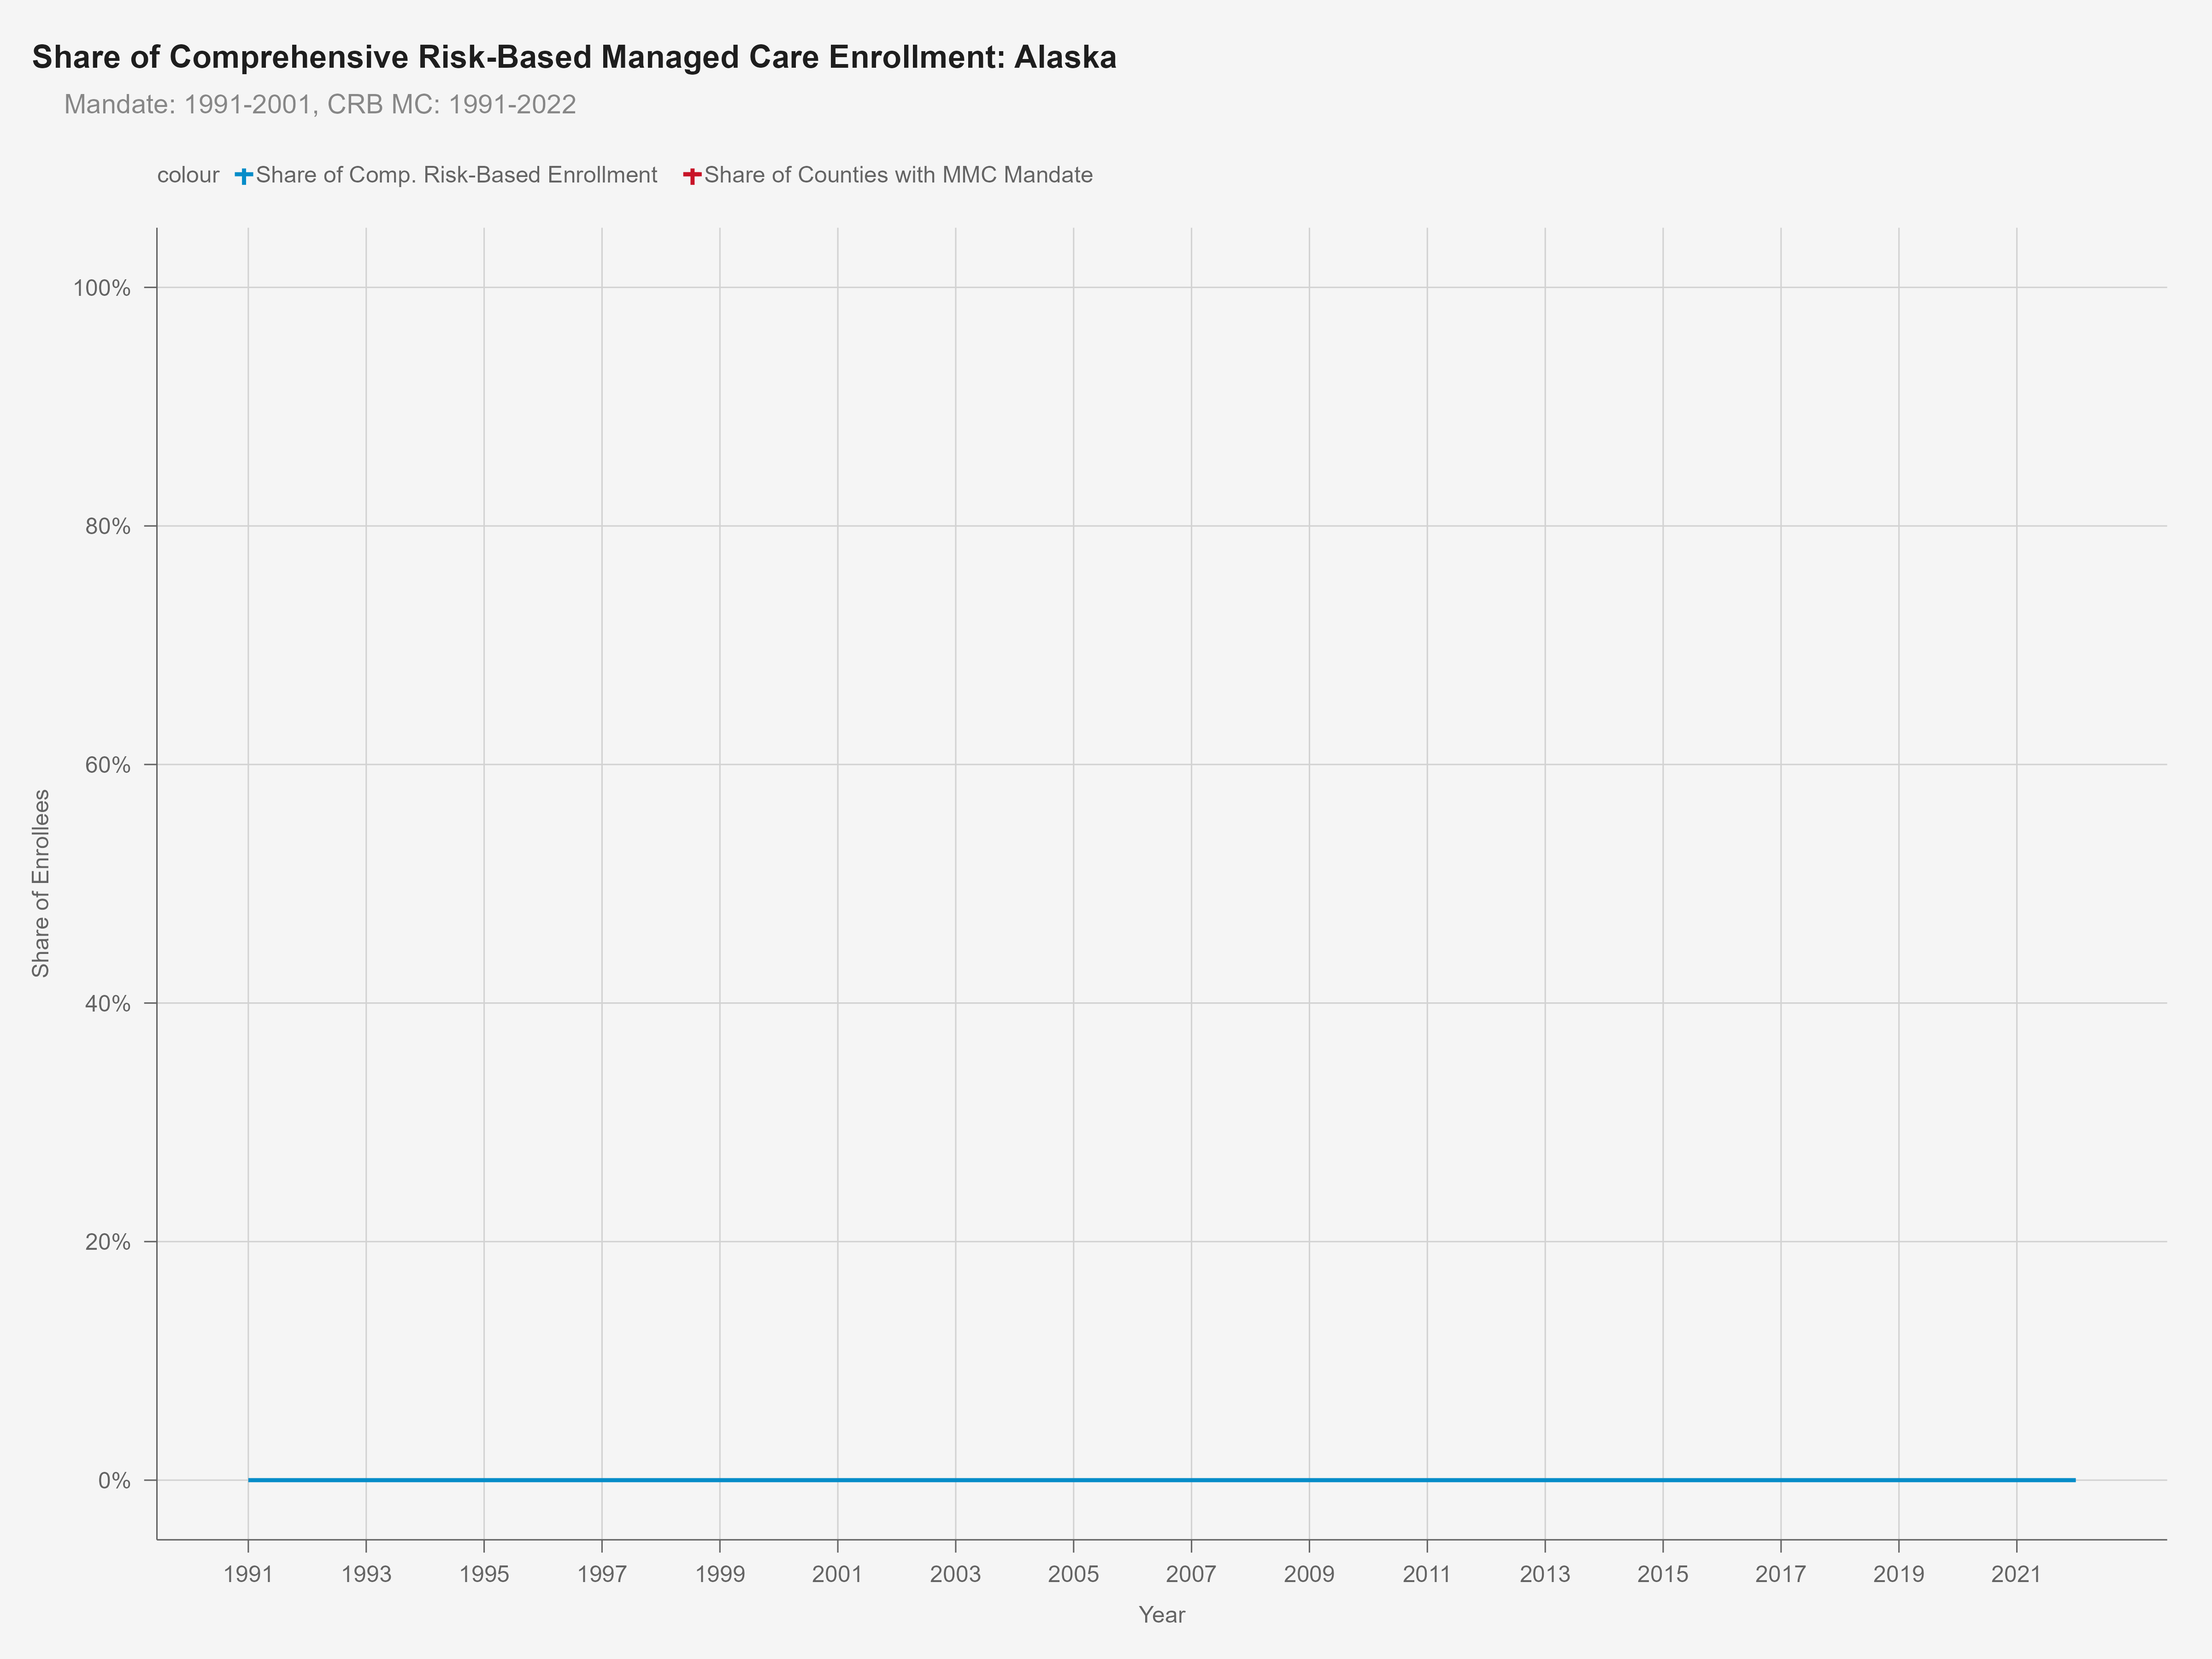 Share of Comprehensive Risk-Based Managed Care Enrollment: Alaska
Mandate: 1991-2001, CRB MC: 1991-2022
colour Share of Comp. Risk-Based Enrollment Share of Counties with MMC Mandate
100%
80%
60%
40%
20%
0%
Share of Enrollees
1991 1993 1995 1997 1999 2001 2003 2005 2007 2009 2011 2013 2015 2017 2019 2021
Year